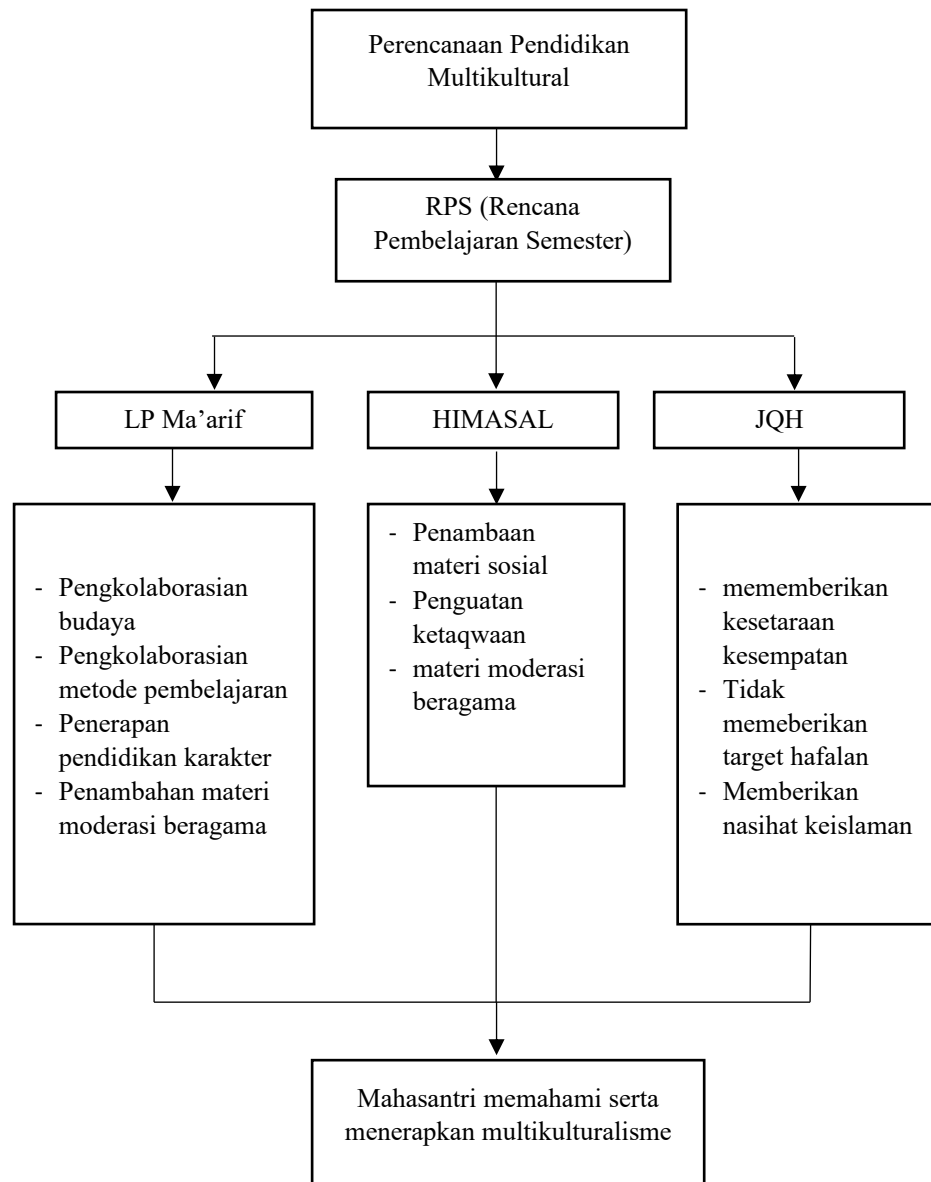 Perencanaan Pendidikan
Multikultural
RPS (Rencana
Pembelajaran Semester)
LP Ma’arif
HIMASAL
JQH
- Pengkolaborasian
budaya
- Pengkolaborasian
metode pembelajaran
- Penerapan
pendidikan karakter
- Penambahan materi
moderasi beragama
- Penambaan
materi sosial
- Penguatan
ketaqwaan
- materi moderasi
beragama
- mememberikan
kesetaraan
kesempatan
- Tidak
memeberikan
target hafalan
- Memberikan
nasihat keislaman
Mahasantri memahami serta
menerapkan multikulturalisme